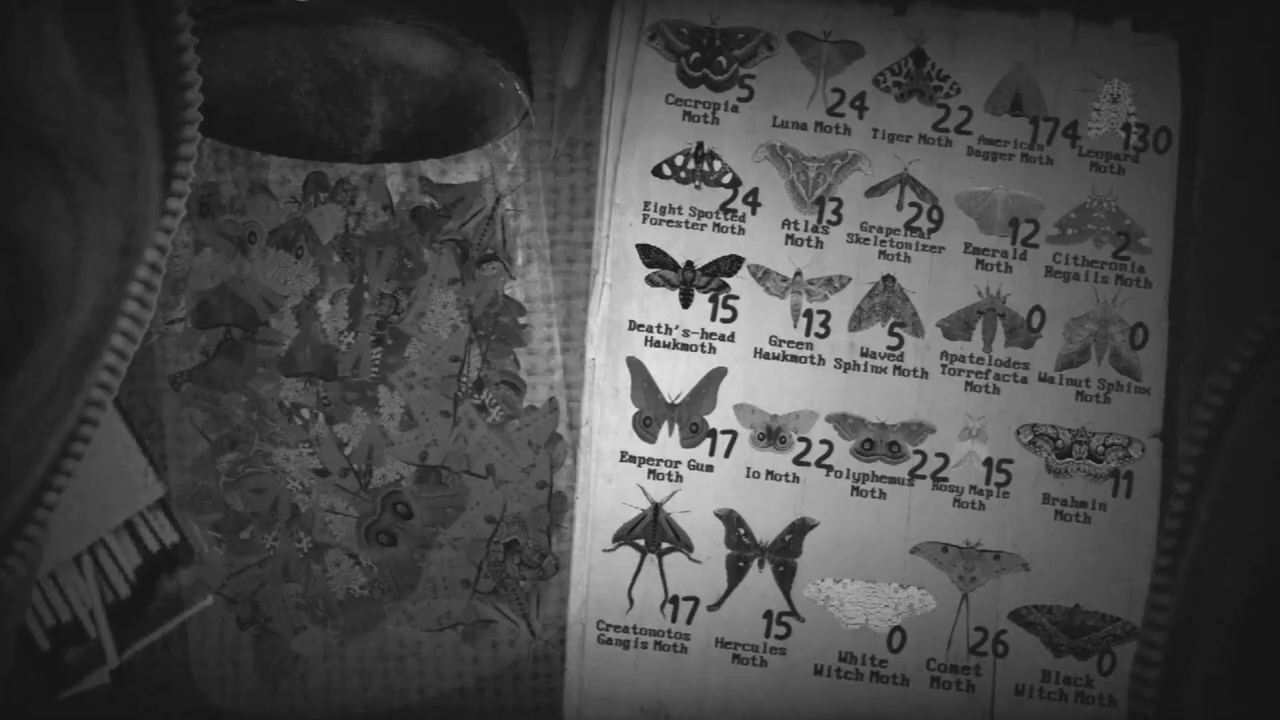 5
Cecropia
Moth
24
Luna Moth
22
Tiger Moth
174
American
Dagger Moth
130
Leopard
Moth
24
Eight Spotted
Forester Moth
13
Atlas
Moth
29
Grapeleaf
Skeletonizer
Moth
12
Emerald
Moth
2
Citheronia
Regails Moth
15
Death's-head
Hawkmoth
13
Green
Hawkmoth
5
Waved
Sphinx Moth
0
Apatelodes
Torrefacta
Moth
0
Walnut Sphinx
Moth
17
Emperor Gum
Moth
22
Io Moth
22
Polyphemus
Moth
15
Rosy Maple
Moth
11
Brahmin
Moth
17
Creatonotos
Gangis Moth
15
Hercules
Moth
0
White
Witch Moth
26
Comet
Moth
0
Black
Witch Moth